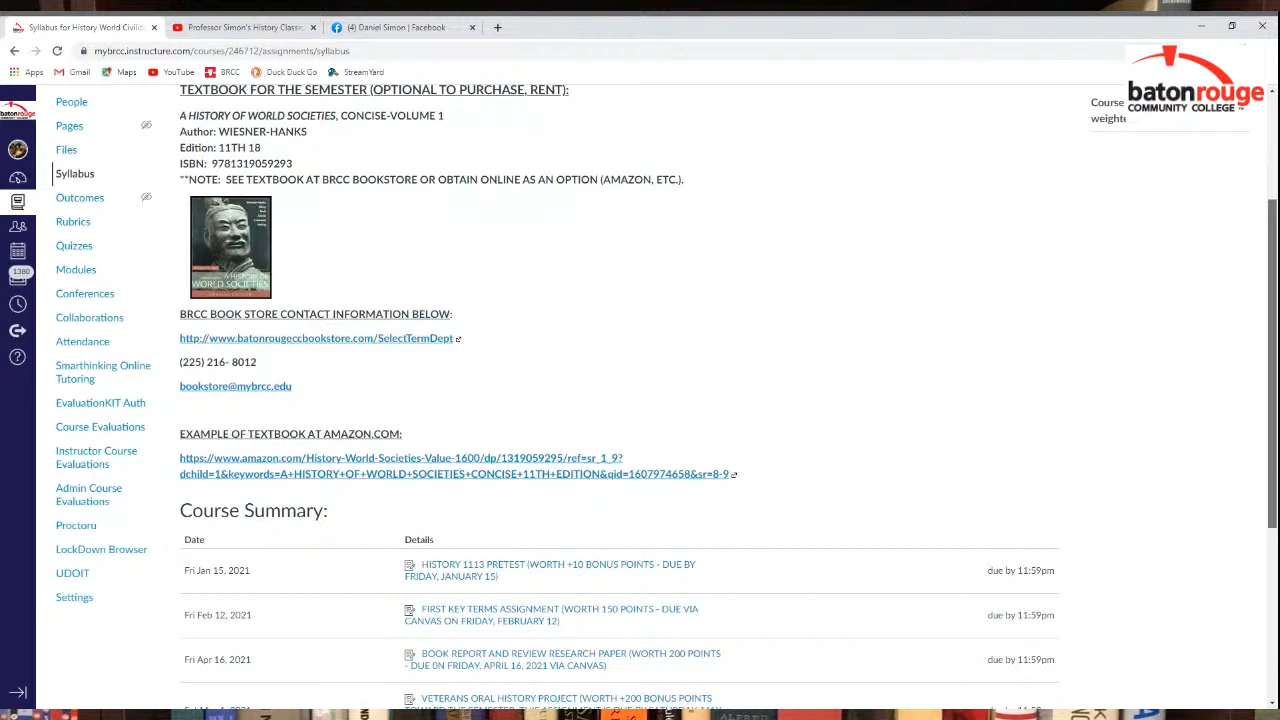 Syllabus for History World Civiliz
Professor Simon's History Classe
(4) Daniel Simon | Facebook
mybrcc.instructure.com/courses/246712/assignments/syllabus
Apps
Gmail
Maps
YouTube
BRCC
Duck Duck Go
StreamYard
batonrouge
COMMUNITY COLLEGE
Course
weighte
People
Pages
Files
Syllabus
Outcomes
Rubrics
Quizzes
Modules
Conferences
Collaborations
Attendance
Smarthinking Online
Tutoring
EvaluationKIT Auth
Course Evaluations
Instructor Course
Evaluations
Admin Course
Evaluations
Proctoru
LockDown Browser
UDOIT
Settings
1380
TEXTBOOK FOR THE SEMESTER (OPTIONAL TO PURCHASE, RENT):
A HISTORY OF WORLD SOCIETIES, CONCISE-VOLUME 1
Author: WIESNER-HANKS
Edition: 11TH 18
ISBN: 9781319059293
**NOTE: SEE TEXTBOOK AT BRCC BOOKSTORE OR OBTAIN ONLINE AS AN OPTION (AMAZON, ETC.).
A HISTORY OF
WORLD SOCIETIES
BRCC BOOK STORE CONTACT INFORMATION BELOW:
http://www.batonrougeccbookstore.com/SelectTermDept
(225) 216- 8012
bookstore@mybrcc.edu
EXAMPLE OF TEXTBOOK AT AMAZON.COM:
https://www.amazon.com/History-World-Societies-Value-1600/dp/1319059295/ref=sr_1_9?
dchild=1&keywords=A+HISTORY+OF+WORLD+SOCIETIES+CONCISE+11TH+EDITION&qid=1607974658&sr=8-9
Course Summary:
Date
Details
Fri Jan 15, 2021
HISTORY 1113 PRETEST (WORTH +10 BONUS POINTS - DUE BY
FRIDAY, JANUARY 15)
due by 11:59pm
Fri Feb 12, 2021
FIRST KEY TERMS ASSIGNMENT (WORTH 150 POINTS - DUE VIA
CANVAS ON FRIDAY, FEBRUARY 12)
due by 11:59pm
Fri Apr 16, 2021
BOOK REPORT AND REVIEW RESEARCH PAPER (WORTH 200 POINTS
- DUE 0N FRIDAY, APRIL 16, 2021 VIA CANVAS)
due by 11:59pm
VETERANS ORAL HISTORY PROJECT (WORTH +200 BONUS POINTS